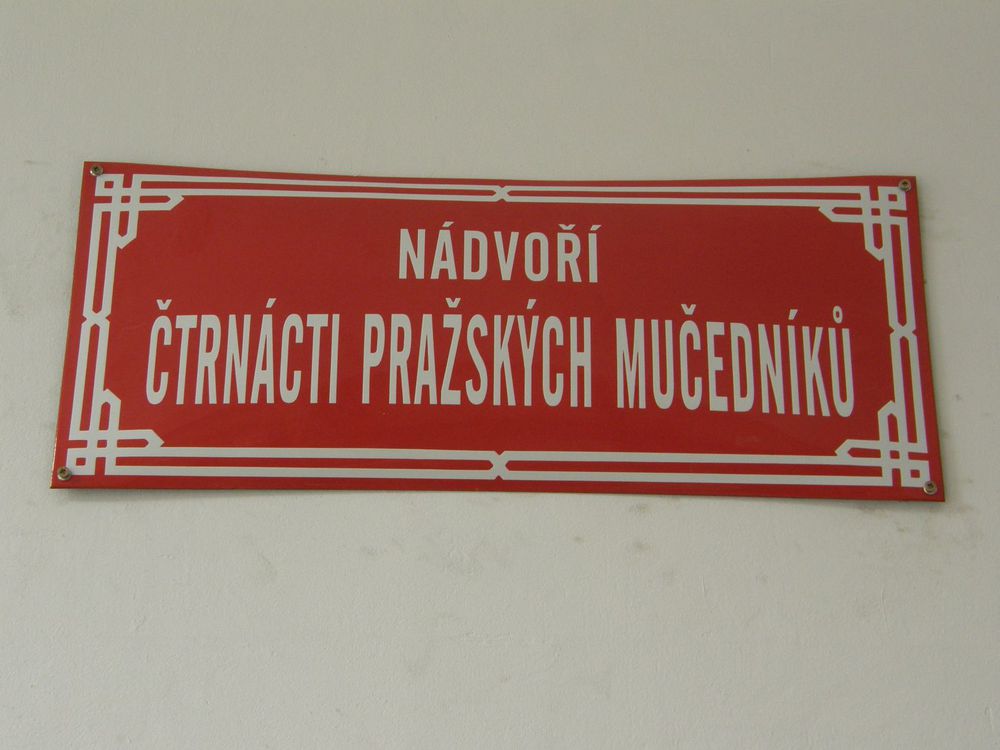 NÁDVOŘÍ
ČTRNÁCTI PRAŽSKÝCH MUČEDNÍKŮ